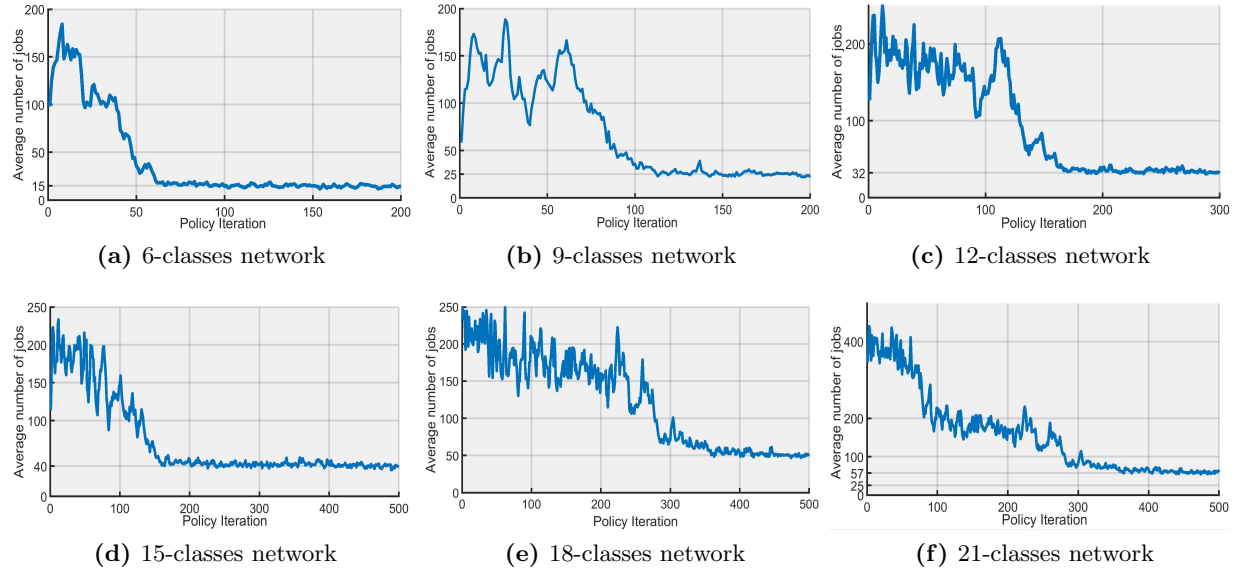 Average number of jobs
200
150
100
50
15
0
0 50 100 150 200
Policy Iteration
(a) 6-classes network
Average number of jobs
200
150
100
50
25
0
0 50 100 150 200
Policy Iteration
(b) 9-classes network
Average number of jobs
200
100
32
0
0 100 200 300
Policy Iteration
(c) 12-classes network
Average number of jobs
250
200
150
100
40
0
0 100 200 300 400 500
Policy Iteration
(d) 15-classes network
Average number of jobs
250
200
150
100
50
0
0 100 200 300 400 500
Policy Iteration
(e) 18-classes network
Average number of jobs
400
200
100
57
25
0
0 100 200 300 400 500
Policy Iteration
(f) 21-classes network